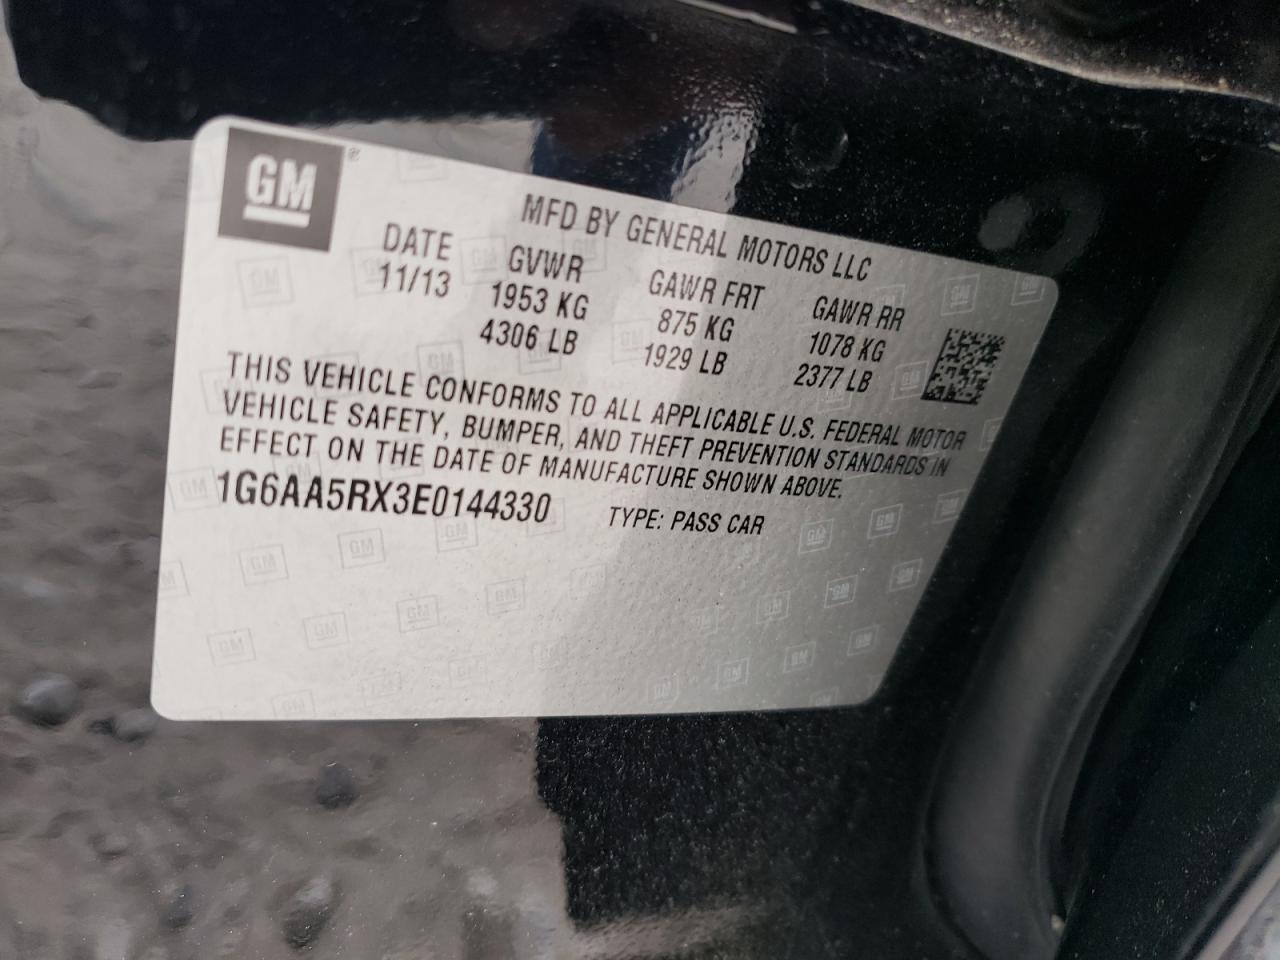 GM
MFD BY GENERAL MOTORS LLC
DATE GVWR GAWR FRT GAWR RR
11/13 1953 KG 875 KG 1078 KG
4306 LB 1929 LB 2377 LB
THIS VEHICLE CONFORMS TO ALL APPLICABLE U.S. FEDERAL MOTOR
VEHICLE SAFETY, BUMPER, AND THEFT PREVENTION STANDARDS IN
EFFECT ON THE DATE OF MANUFACTURE SHOWN ABOVE.
1G6AA5RX3E0144330 TYPE: PASS CAR